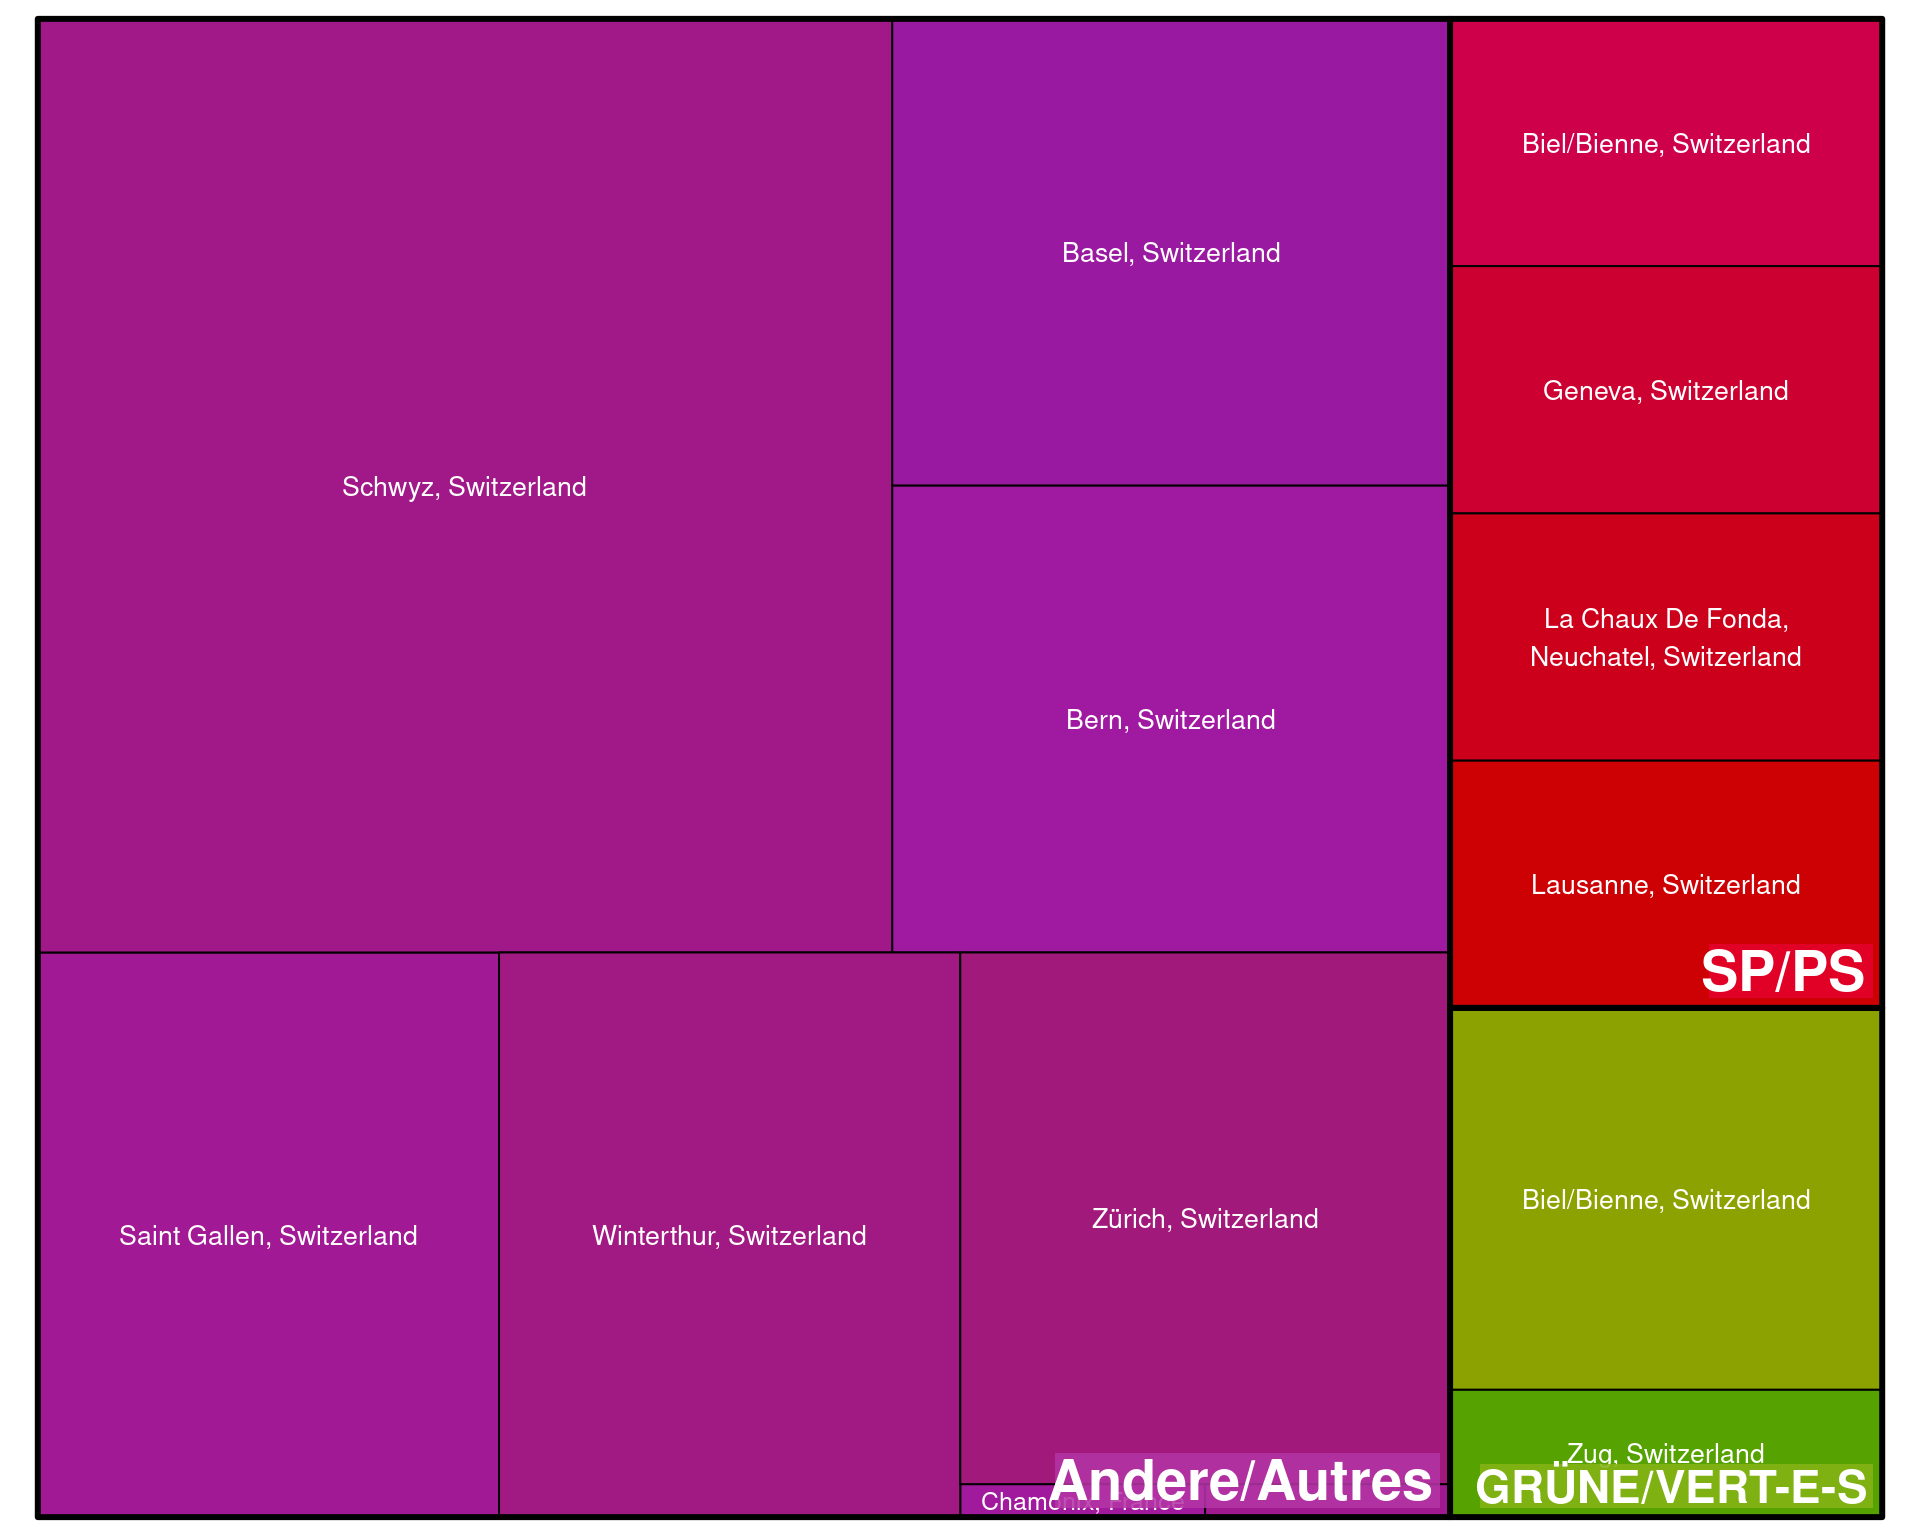 Schwyz, Switzerland
Basel, Switzerland
Bern, Switzerland
Saint Gallen, Switzerland
Winterthur, Switzerland
Zürich, Switzerland
Chamonix, France
Andere/Autres
Biel/Bienne, Switzerland
Geneva, Switzerland
La Chaux De Fonda,
Neuchatel, Switzerland
Lausanne, Switzerland
SP/PS
Biel/Bienne, Switzerland
Zug, Switzerland
GRÜNE/VERT-E-S